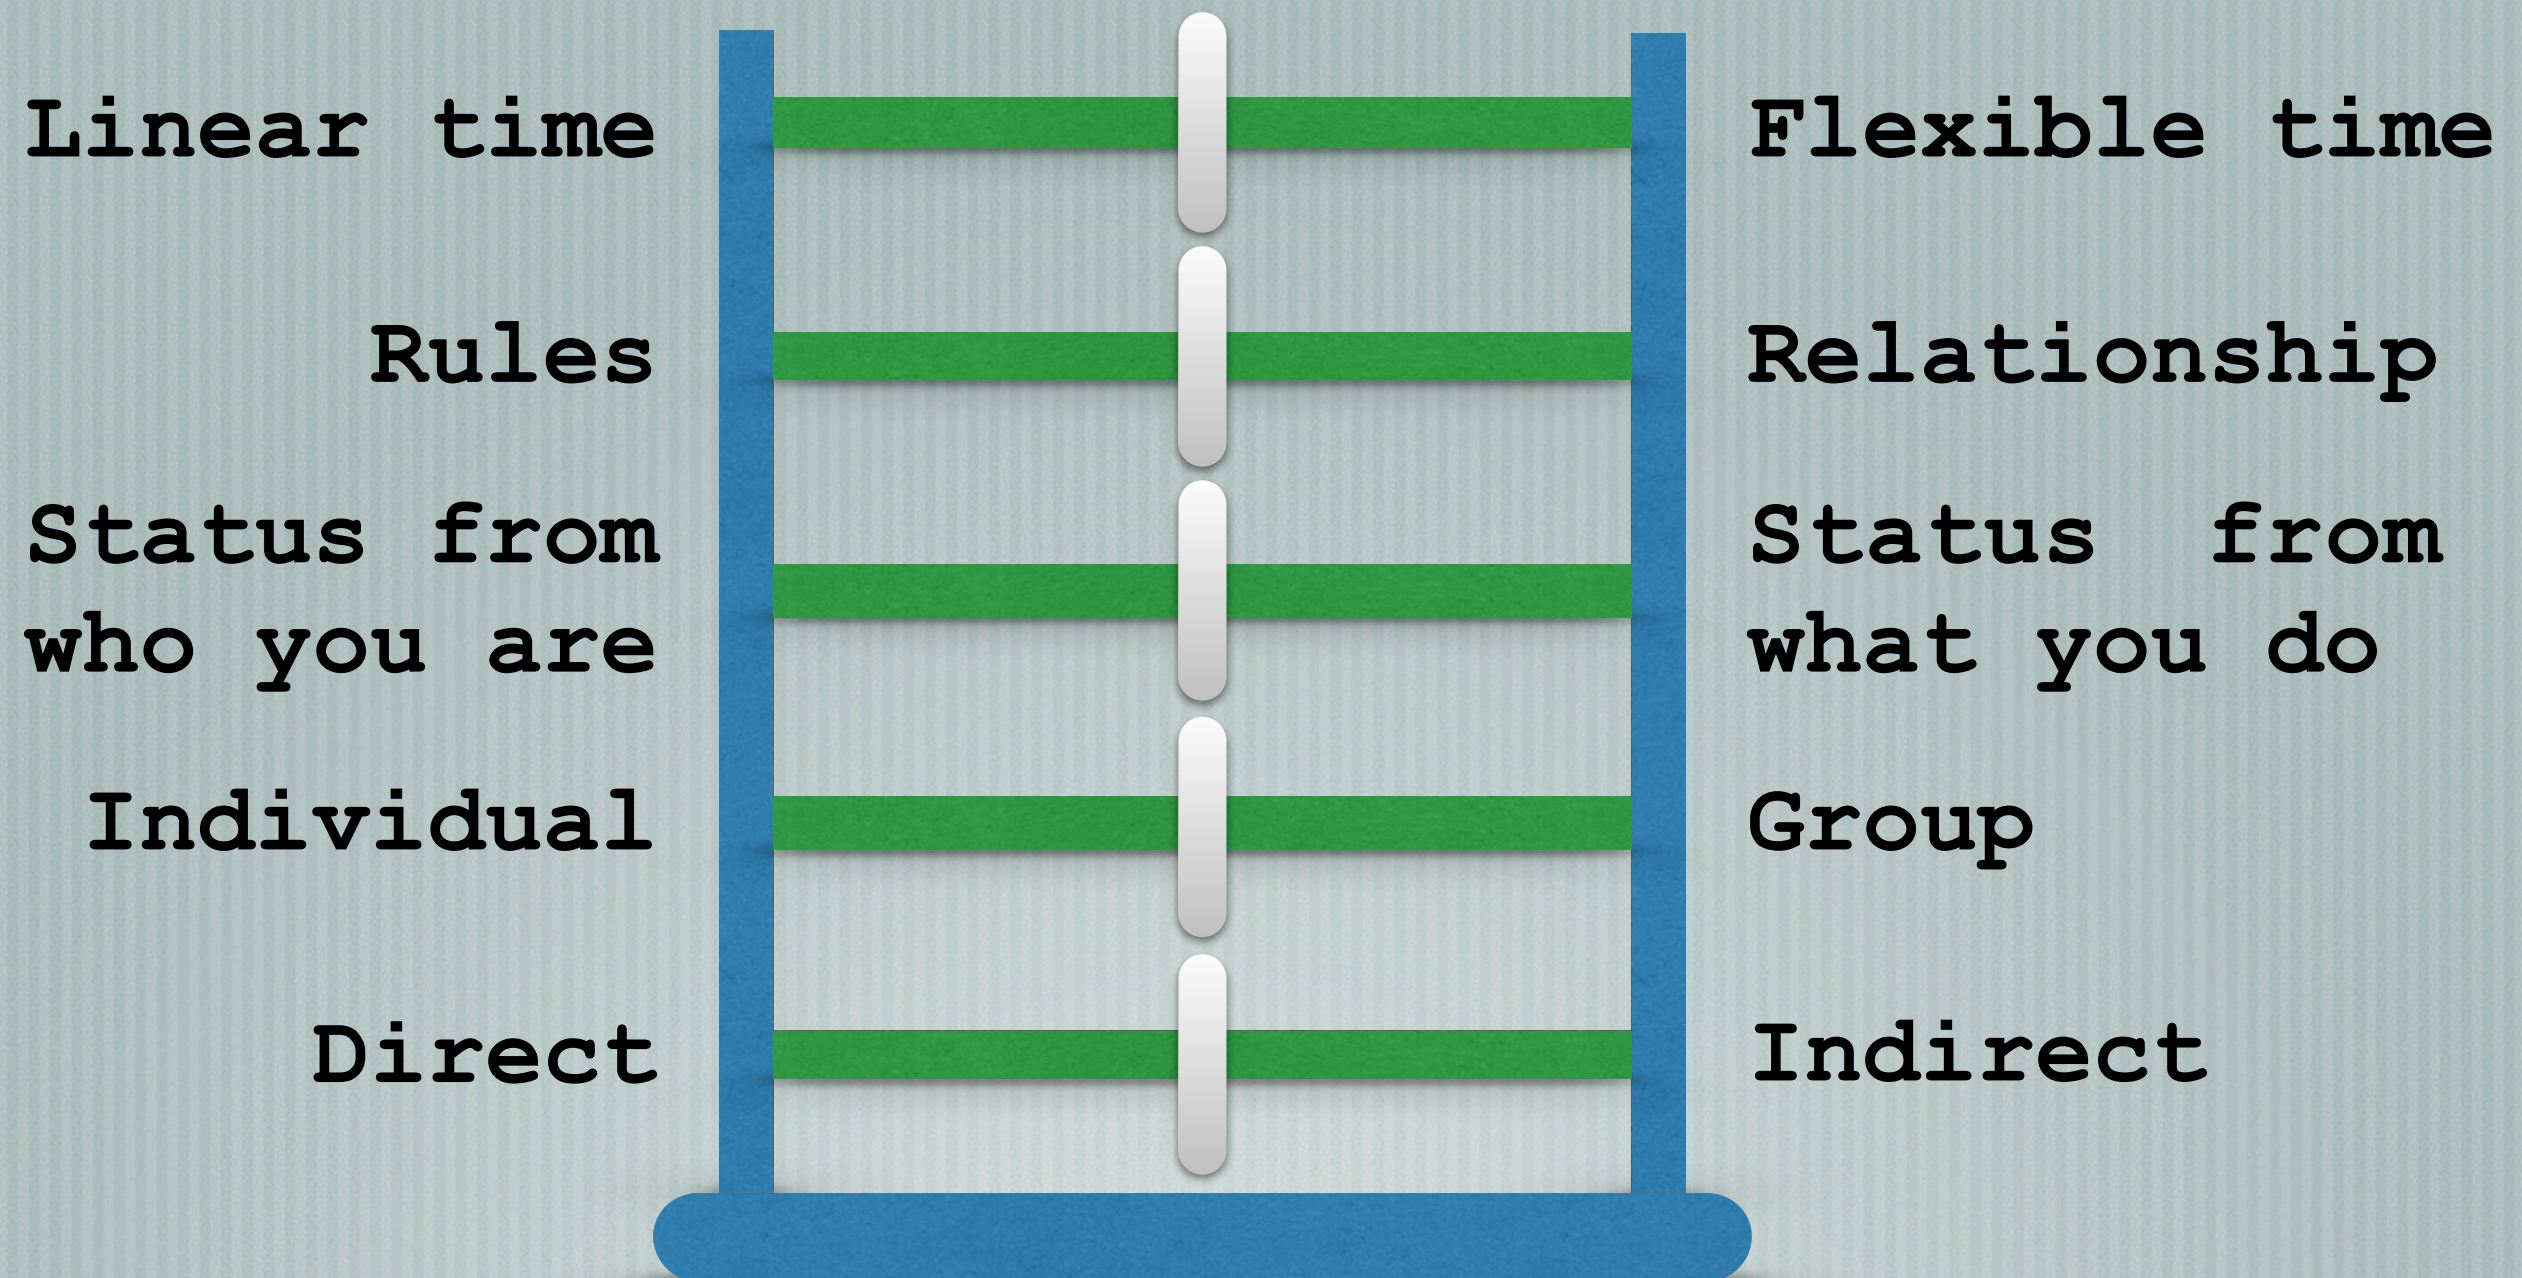 Linear time
Flexible time
Rules
Relationship
Status from
who you are
Status  from
what you do
Individual
Group
Direct
Indirect